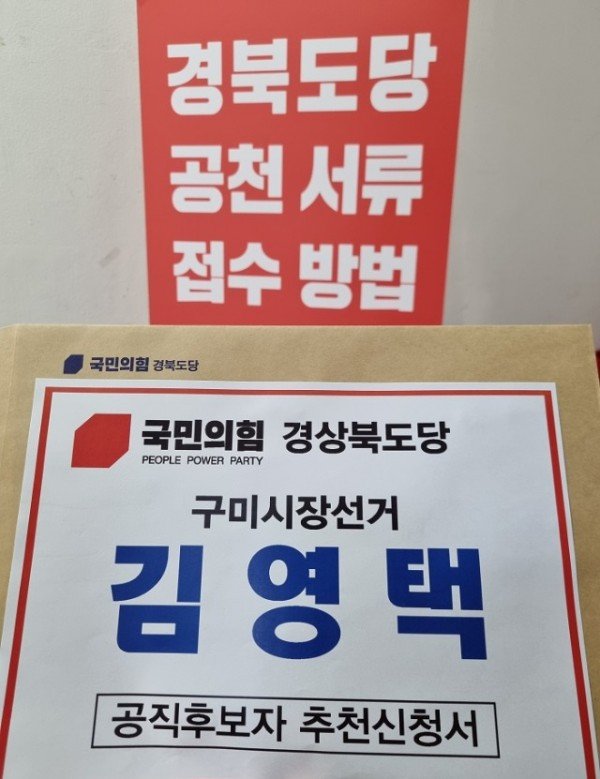 경북도당
공천 서류
접수 방법
국민의힘 경북도당
국민의힘 경상북도당
PEOPLE POWER PARTY
구미시장선거
김영택
공직후보자 추천신청서